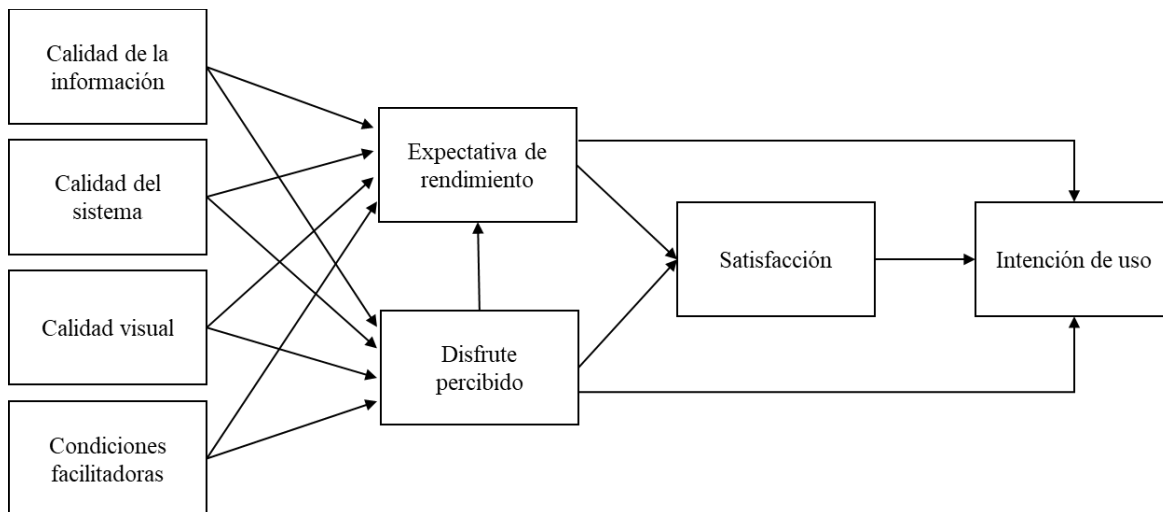 Calidad de la
información
Calidad del
sistema
Calidad visual
Condiciones
facilitadoras
Expectativa de
rendimiento
Disfrute
percibido
Satisfacción
Intención de uso